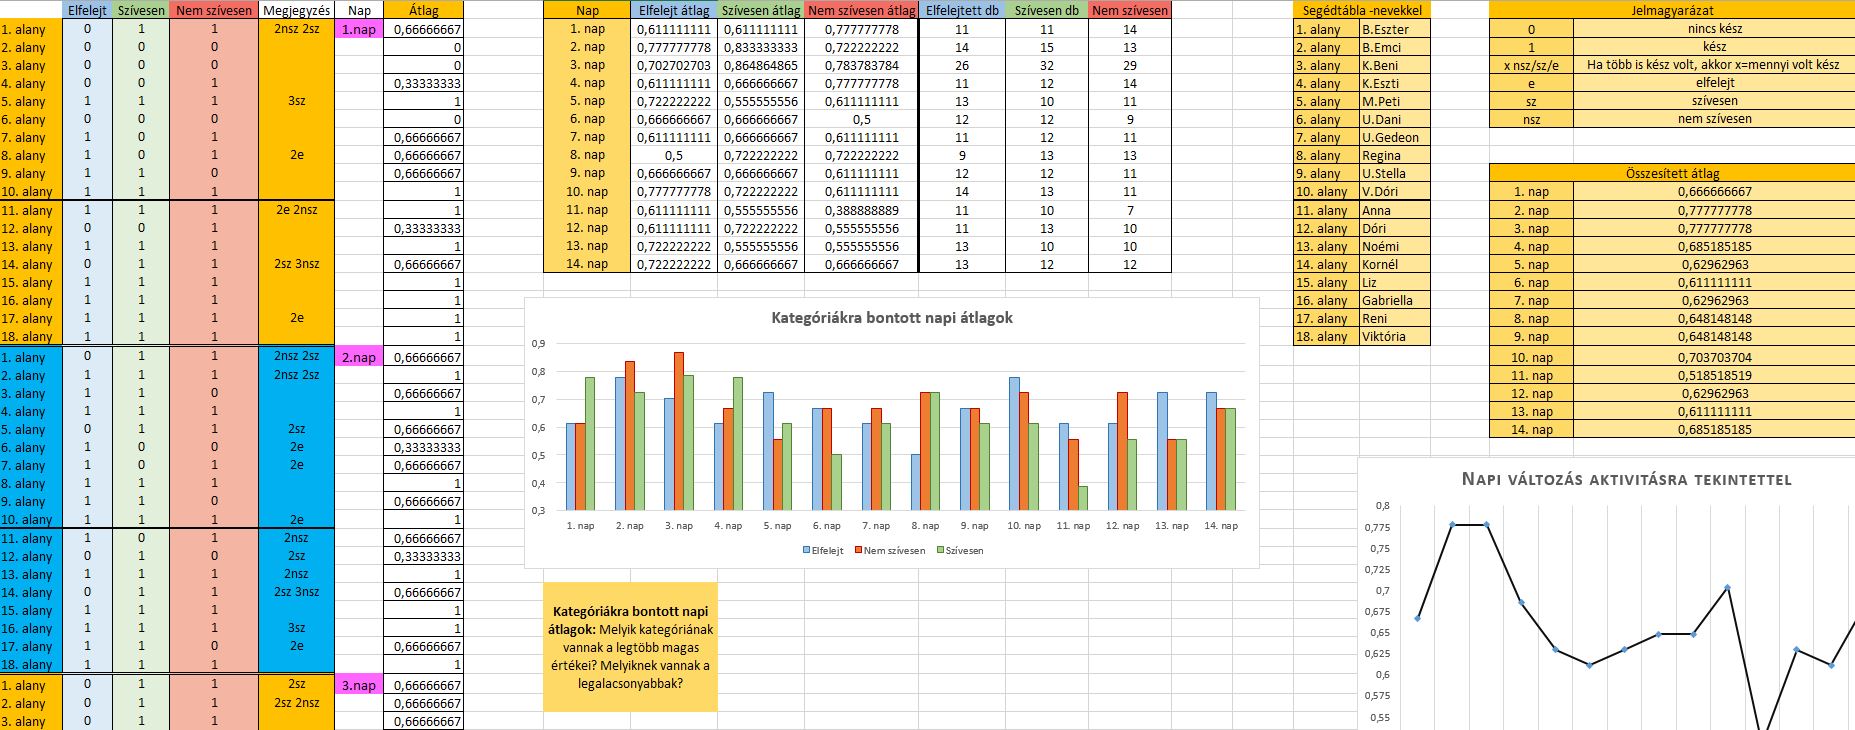 Elfelejt Szívesen Nem szívesen Megjegyzés Nap Átlag
1. alany 0 1 1 2nsz 2sz 1.nap 0,66666667
2. alany 0 0 0 0
3. alany 0 0 0 0
4. alany 0 0 1 0,33333333
5. alany 1 1 1 3sz 1
6. alany 0 0 0 0
7. alany 1 0 1 0,66666667
8. alany 1 0 1 2e 0,66666667
9. alany 1 1 0 0,66666667
10. alany 1 1 1 1
11. alany 1 1 1 2e 2nsz 1
12. alany 0 0 1 0,33333333
13. alany 1 1 1 1
14. alany 0 1 1 2sz 3nsz 0,66666667
15. alany 1 1 1 1
16. alany 1 1 1 1
17. alany 1 1 1 2e 1
18. alany 1 1 1 1
1. alany 0 1 1 2nsz 2sz 2.nap 0,66666667
2. alany 1 1 1 2nsz 2sz 1
3. alany 1 1 0 0,66666667
4. alany 1 1 1 1
5. alany 0 1 1 2sz 0,66666667
6. alany 1 0 0 2e 0,33333333
7. alany 1 0 1 2e 0,66666667
8. alany 1 1 1 1
9. alany 1 1 0 0,66666667
10. alany 1 1 1 2e 1
11. alany 1 0 1 2nsz 0,66666667
12. alany 0 1 0 2sz 0,33333333
13. alany 1 1 1 2nsz 1
14. alany 0 1 1 2sz 3nsz 0,66666667
15. alany 1 1 1 1
16. alany 1 1 1 3sz 1
17. alany 1 1 0 2e 0,66666667
18. alany 1 1 1 1
1. alany 0 1 1 2sz 3.nap 0,66666667
2. alany 0 1 1 2sz 2nsz 0,66666667
3. alany 0 1 1 0,66666667
Nap Elfelejt átlag Szívesen átlag Nem szívesen átlag Elfelejtett db Szívesen db Nem szívesen
1. nap 0,611111111 0,611111111 0,777777778 11 11 14
2. nap 0,777777778 0,833333333 0,722222222 14 15 13
3. nap 0,702702703 0,864864865 0,783783784 26 32 29
4. nap 0,611111111 0,666666667 0,777777778 11 12 14
5. nap 0,722222222 0,555555556 0,611111111 13 10 11
6. nap 0,666666667 0,666666667 0,5 12 12 9
7. nap 0,611111111 0,666666667 0,611111111 11 12 11
8. nap 0,5 0,722222222 0,722222222 9 13 13
9. nap 0,666666667 0,666666667 0,611111111 12 12 11
10. nap 0,777777778 0,722222222 0,611111111 14 13 11
11. nap 0,611111111 0,555555556 0,388888889 11 10 7
12. nap 0,611111111 0,722222222 0,555555556 11 13 10
13. nap 0,722222222 0,555555556 0,555555556 13 10 10
14. nap 0,722222222 0,666666667 0,666666667 13 12 12
Kategóriákra bontott napi átlagok
0,9
0,8
0,7
0,6
0,5
0,4
0,3
1. nap 2. nap 3. nap 4. nap 5. nap 6. nap 7. nap 8. nap 9. nap 10. nap 11. nap 12. nap 13. nap 14. nap
Elfelejt Nem szívesen Szívesen
Kategóriákra bontott napi
átlagok: Melyik kategóriának
vannak a legtöbb magas
értékei? Melyiknek vannak a
legalacsonyabbak?
Segédtábla -nevekkel
1. alany B.Eszter
2. alany B.Emci
3. alany K.Beni
4. alany K.Eszti
5. alany M.Peti
6. alany U.Dani
7. alany U.Gedeon
8. alany Regina
9. alany U.Stella
10. alany V.Dóri
11. alany Anna
12. alany Dóri
13. alany Noémi
14. alany Kornél
15. alany Liz
16. alany Gabriella
17. alany Reni
18. alany Viktória
Jelmagyarázat
0 nincs kész
1 kész
x nsz/sz/e Ha több is kész volt, akkor x=mennyi volt kész
e elfelejt
sz szívesen
nsz nem szívesen
Összesített átlag
1. nap 0,666666667
2. nap 0,777777778
3. nap 0,777777778
4. nap 0,685185185
5. nap 0,62962963
6. nap 0,611111111
7. nap 0,62962963
8. nap 0,648148148
9. nap 0,648148148
10. nap 0,703703704
11. nap 0,518518519
12. nap 0,62962963
13. nap 0,611111111
14. nap 0,685185185
Napi változás aktivitásra tekintettel
0,8
0,775
0,75
0,725
0,7
0,675
0,65
0,625
0,6
0,575
0,55